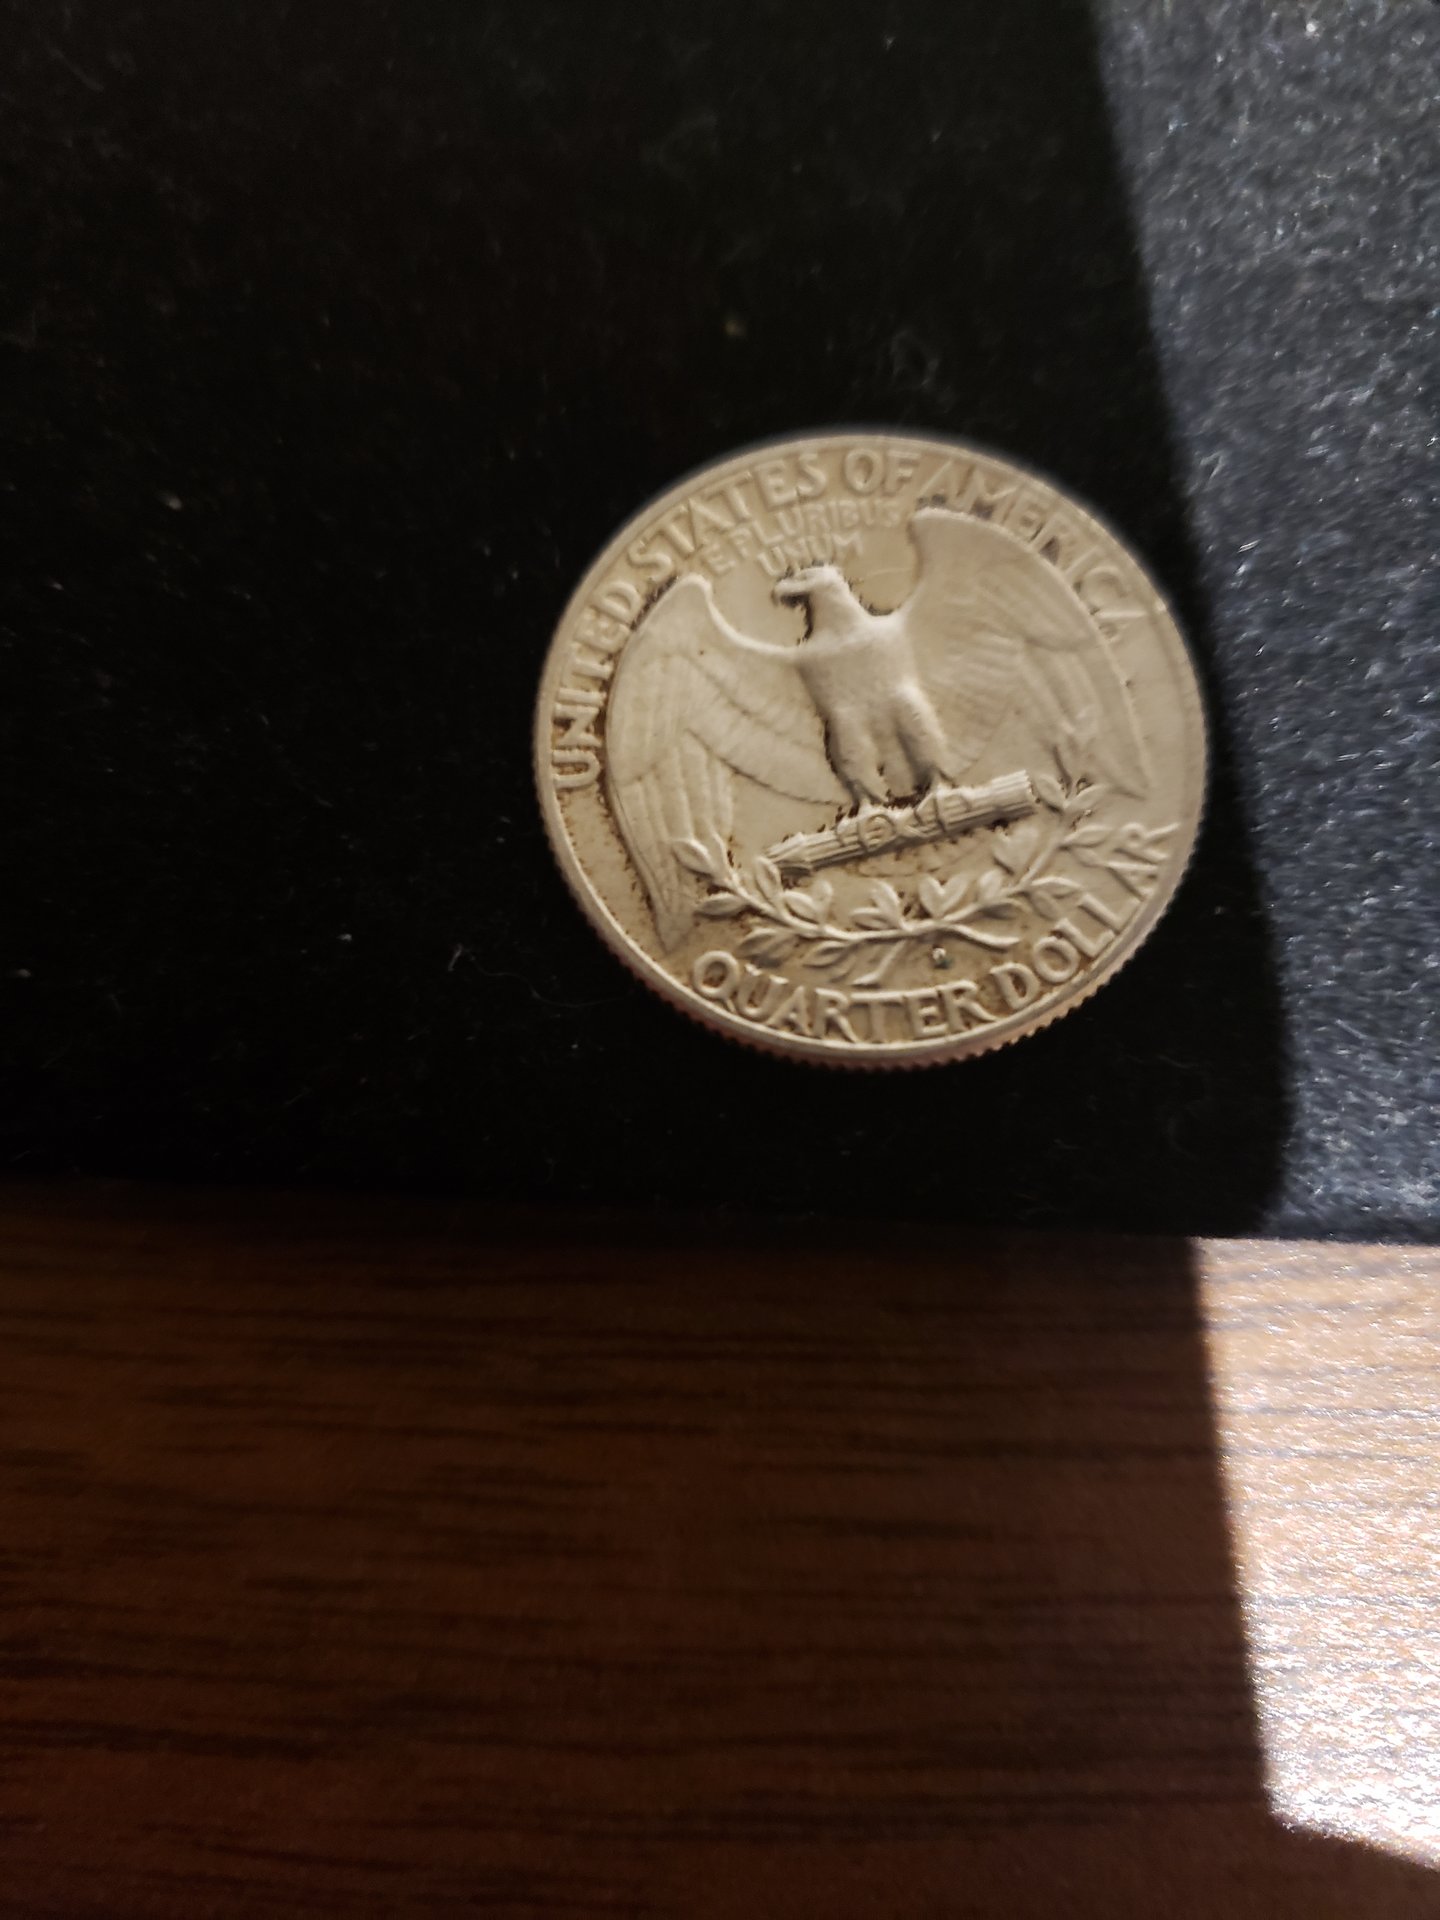 UNITED STATES OF AMERICA
E PLURIBUS
UNUM
QUARTER DOLLAR